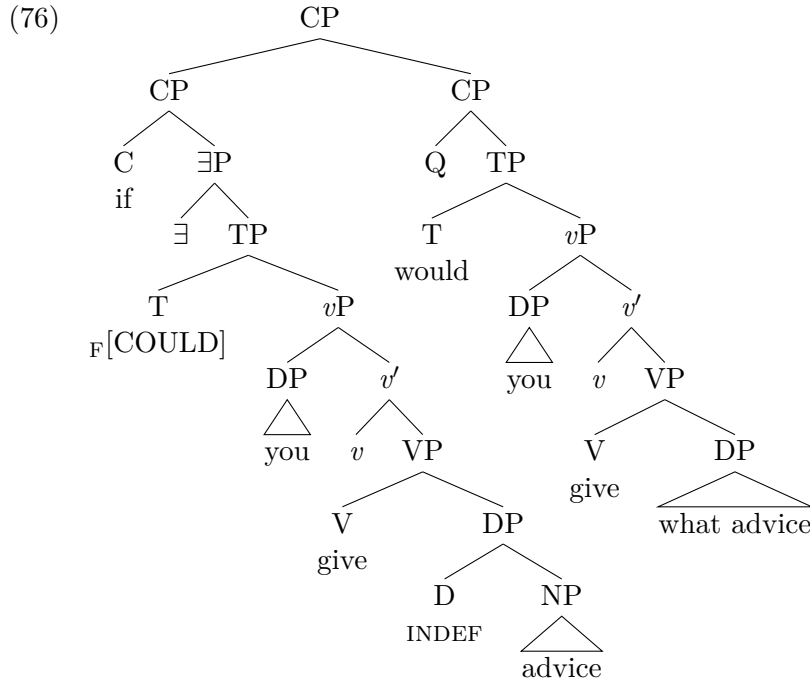 (76) CP
CP CP
C ∃P Q TP
if
∃ TP T vP
would
T vP DP v′
F[COULD]
DP v′ you v VP
you v VP V DP
give what advice
V DP
give
D NP
INDEF advice